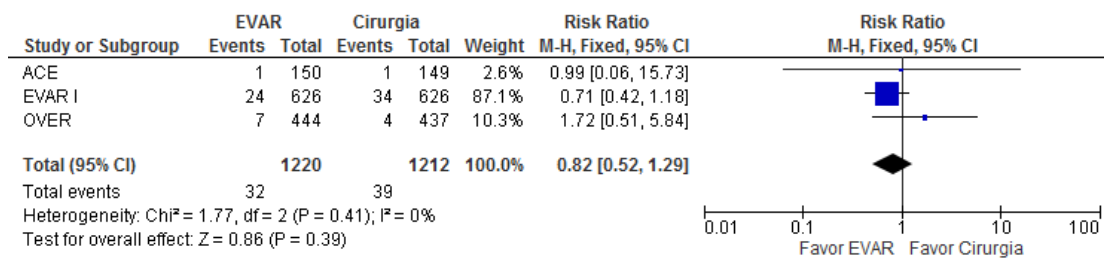 EVAR Cirurgia Risk Ratio Risk Ratio
Study or Subgroup Events Total Events Total Weight M-H, Fixed, 95% CI M-H, Fixed, 95% CI
ACE 1 150 1 149 2.6% 0.99 [0.06, 15.73]
EVAR I 24 626 34 626 87.1% 0.71 [0.42, 1.18]
OVER 7 444 4 437 10.3% 1.72 [0.51, 5.84]
Total (95% CI) 1220 1212 100.0% 0.82 [0.52, 1.29]
Total events 32 39
Heterogeneity: Chi² = 1.77, df = 2 (P = 0.41); I² = 0%
Test for overall effect: Z = 0.86 (P = 0.39)
0.01 0.1 1 10 100
Favor EVAR Favor Cirurgia